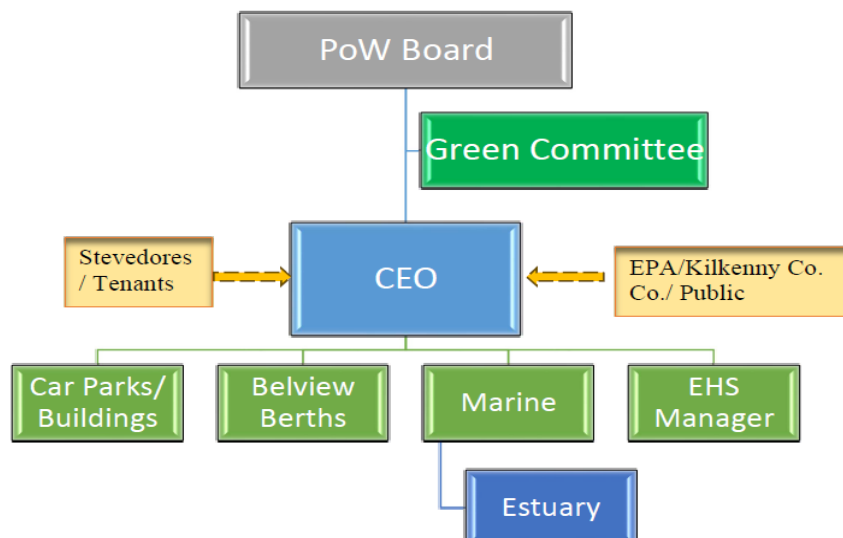 PoW Board
Green Committee
Stevedores
/ Tenants
CEO
EPA/Kilkenny Co.
Co./ Public
Car Parks/
Buildings
Belview
Berths
Marine
EHS
Manager
Estuary